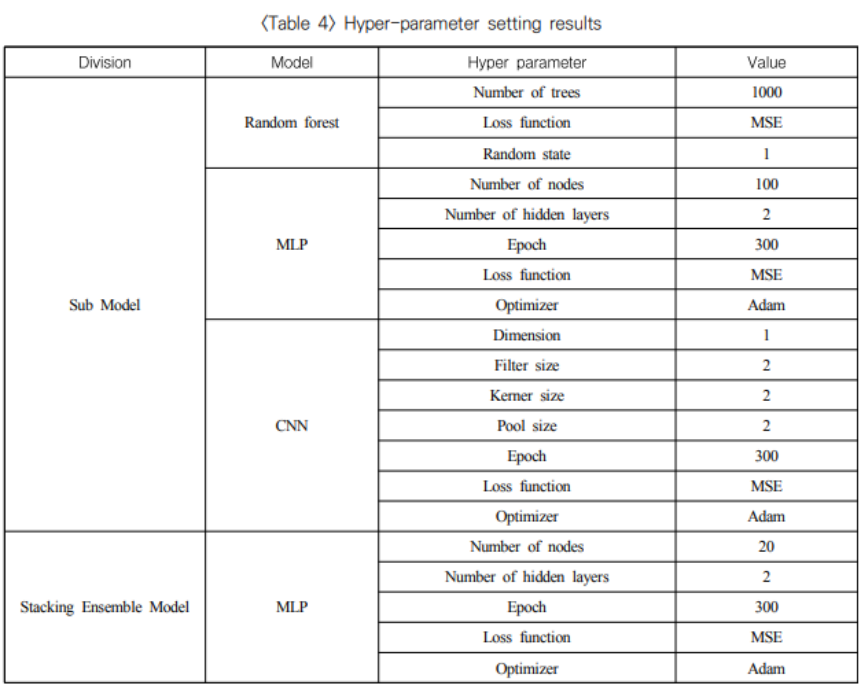 〈Table 4〉 Hyper-parameter setting results
Division Model Hyper parameter Value
Sub Model Random forest Number of trees 1000
Loss function MSE
Random state 1
MLP Number of nodes 100
Number of hidden layers 2
Epoch 300
Loss function MSE
Optimizer Adam
CNN Dimension 1
Filter size 2
Kerner size 2
Pool size 2
Epoch 300
Loss function MSE
Optimizer Adam
Stacking Ensemble Model MLP Number of nodes 20
Number of hidden layers 2
Epoch 300
Loss function MSE
Optimizer Adam